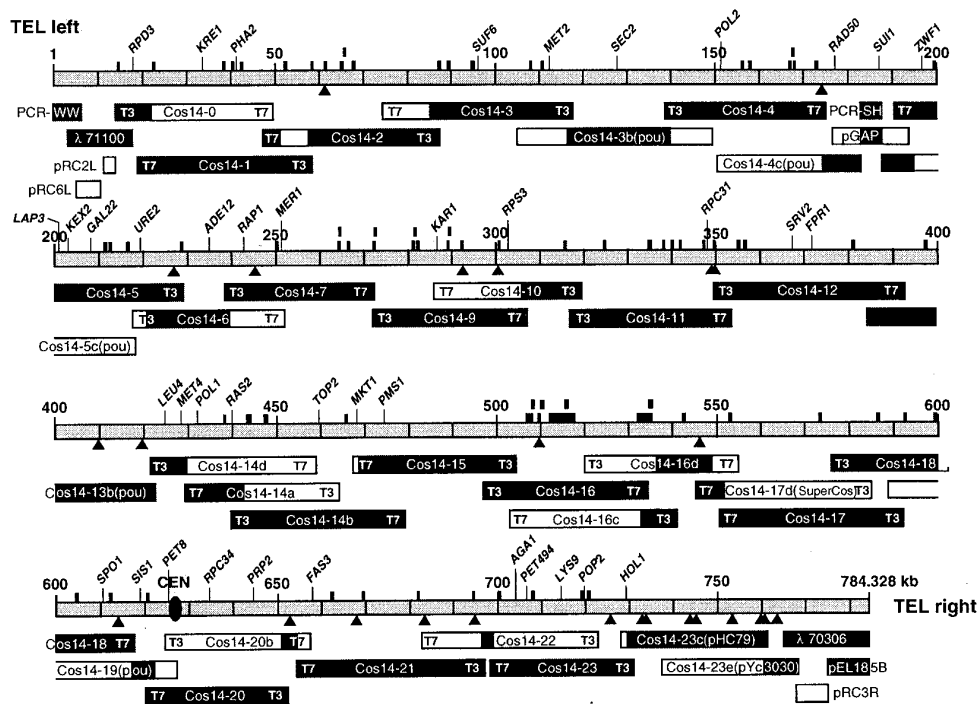 TEL left
RPD3 KRE1 PHA2 SUF6 MET2 SEC2 POL2 RAD50 SUI1 ZWF1
1 50 100 150 200
PCR-WW T3 Cos14-0 T7 T7 Cos14-3 T3 T3 Cos14-4 T7 PCR-SH T7
λ 71100 T7 Cos14-2 T3 Cos14-3b(pou) pGAP
pRC2L T7 Cos14-1 T3 Cos14-4c(pou)
pRC6L
LAP3 KEX2 GAL22 URE2 ADE12 RAP1 MER1 KAR1 RPS3 RPC31 SRV2 FPR1
200 250 300 350 400
Cos14-5 T3 T3 Cos14-7 T7 T7 Cos14-10 T3 T3 Cos14-12 T7
T3 Cos14-6 T7 T3 Cos14-9 T7 T3 Cos14-11 T7
Cos14-5c(pou)
LEU4 MET4 POL1 RAS2 TOP2 MKT1 PMS1
400 450 500 550 600
T3 Cos14-14d T7 T7 Cos14-15 T3 T3 Cos14-16d T7 T3 Cos14-18
Cos14-13b(pou) T7 Cos14-14a T3 T3 Cos14-16 T7 T7 Cos14-17d(SuperCos)T3
T3 Cos14-14b T7 T7 Cos14-16c T3 T7 Cos14-17 T3
SPO1 SIS1 PET8 RPC34 PRP2 FAS3 AGA1 PET494 LYS9 POP2 HOL1
600 CEN 650 700 750 784.328 kb
TEL right
Cos14-18 T7 T3 Cos14-20b T7 T7 Cos14-22 T3 Cos14-23c(pHC79) λ 70306
Cos14-19(pou) T7 Cos14-21 T3 T7 Cos14-23 T3 Cos14-23e(pYc3030) pEL185B
T7 Cos14-20 T3 pRC3R